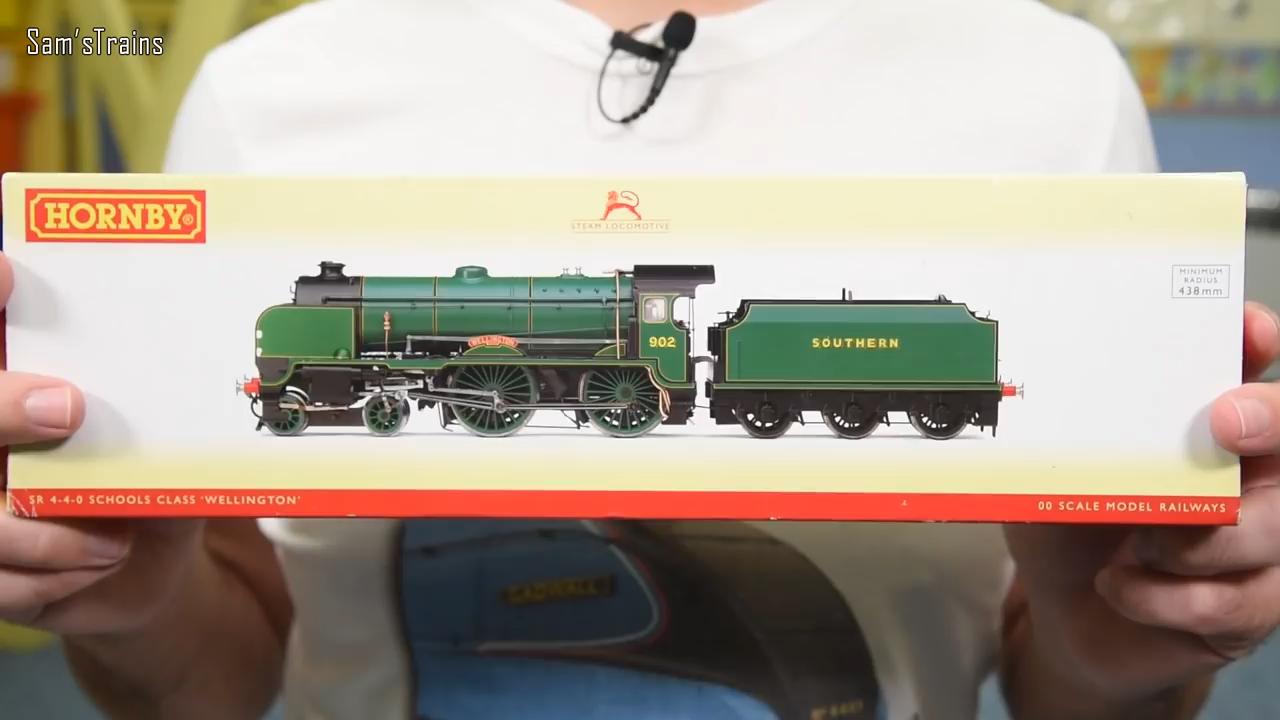 Sam'sTrains
HORNBY®
STEAM LOCOMOTIVE
MINIMUM
RADIUS
438mm
WELLINGTON
902
SOUTHERN
SR 4-4-0 SCHOOLS CLASS 'WELLINGTON'
00 SCALE MODEL RAILWAYS
GADWALL